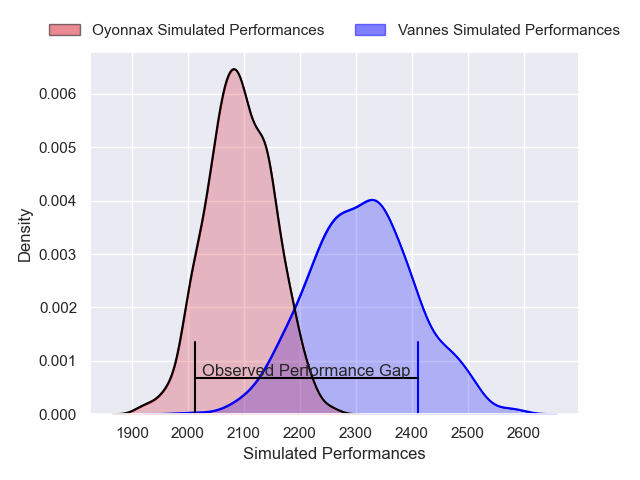 Oyonnax Simulated Performances
Vannes Simulated Performances
0.006
0.005
0.004
0.003
0.002
0.001
0.000
Density
Observed Performance Gap
1900 2000 2100 2200 2300 2400 2500 2600
Simulated Performances